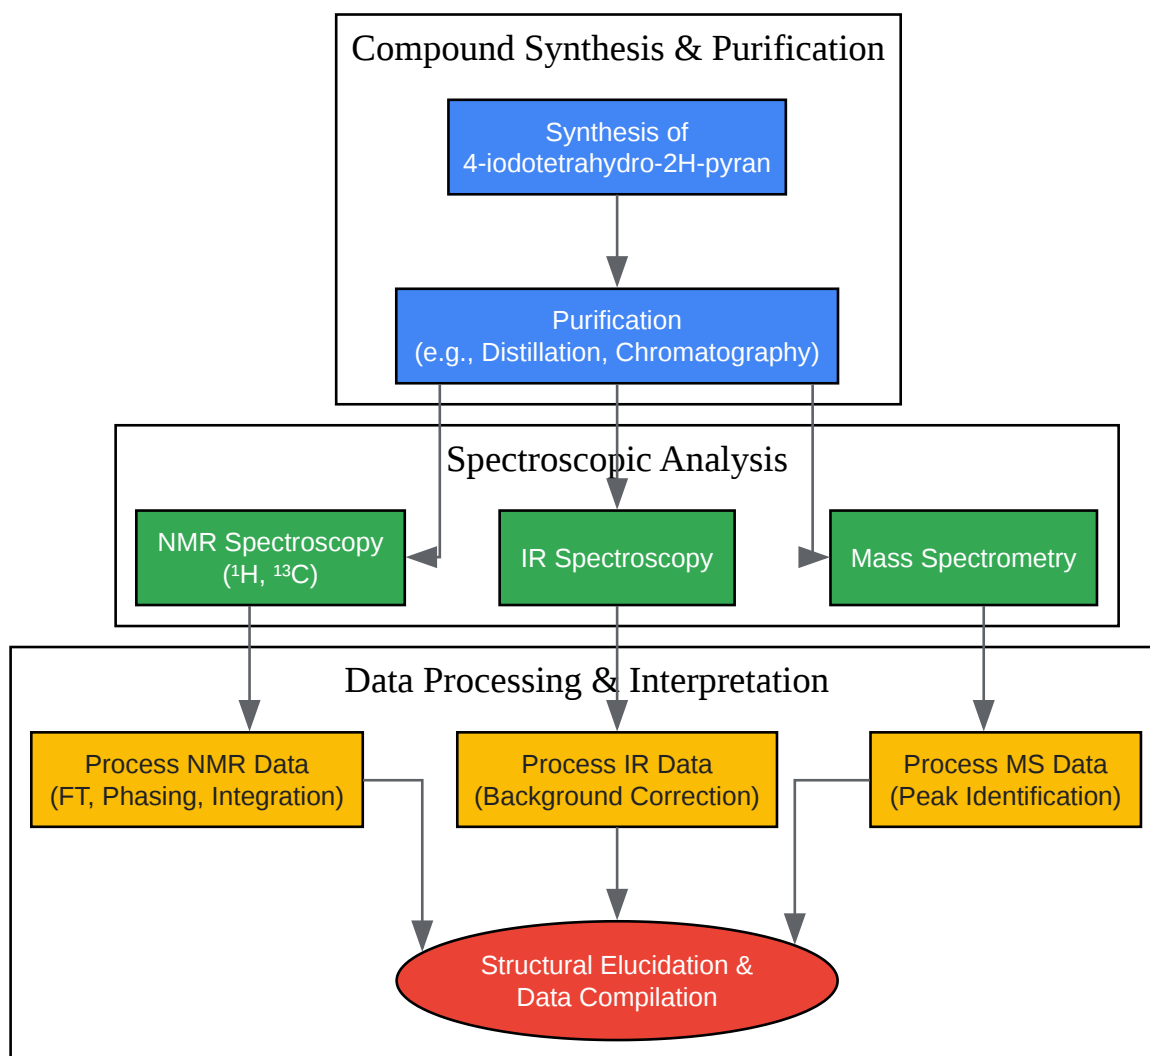 Compound Synthesis & Purification
Synthesis of
4-iodotetrahydro-2H-pyran
Purification
(e.g., Distillation, Chromatography)
Spectroscopic Analysis
NMR Spectroscopy
(¹H, ¹³C)
IR Spectroscopy
Mass Spectrometry
Data Processing & Interpretation
Process NMR Data
(FT, Phasing, Integration)
Process IR Data
(Background Correction)
Process MS Data
(Peak Identification)
Structural Elucidation &
Data Compilation